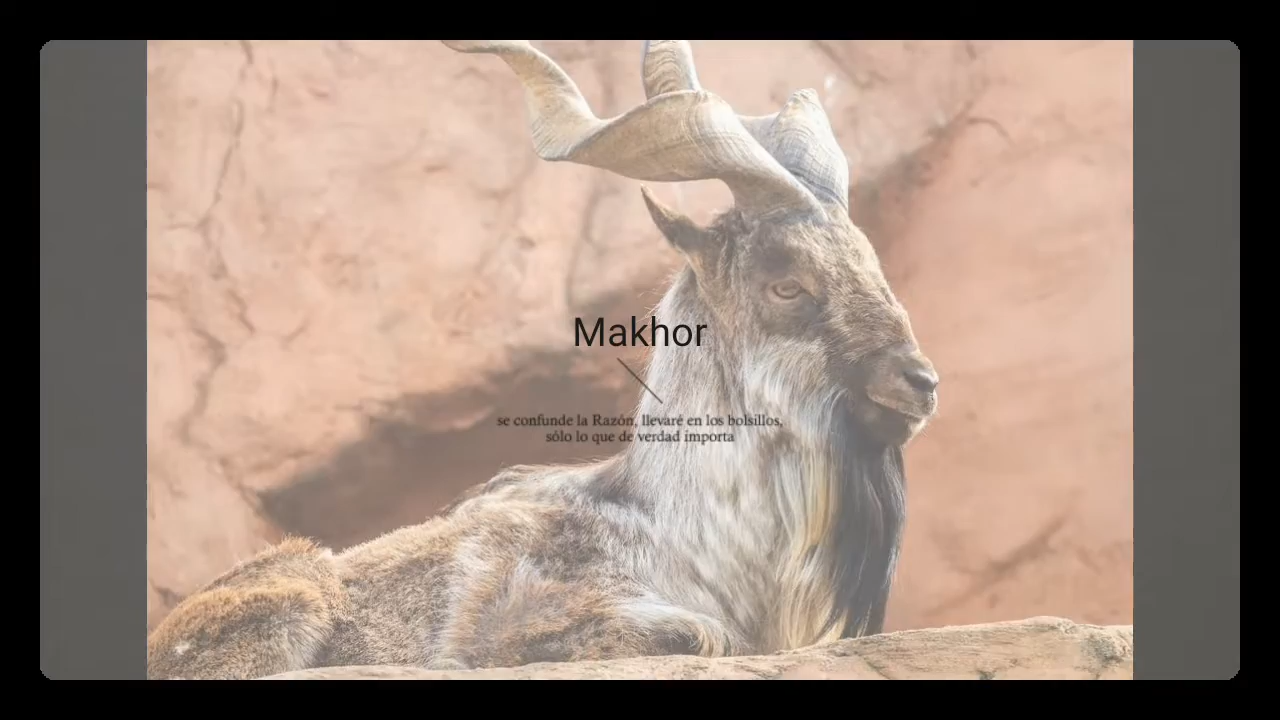 Makhor
se confunde la Razón, llevaré en los bolsillos,
sólo lo que de verdad importa